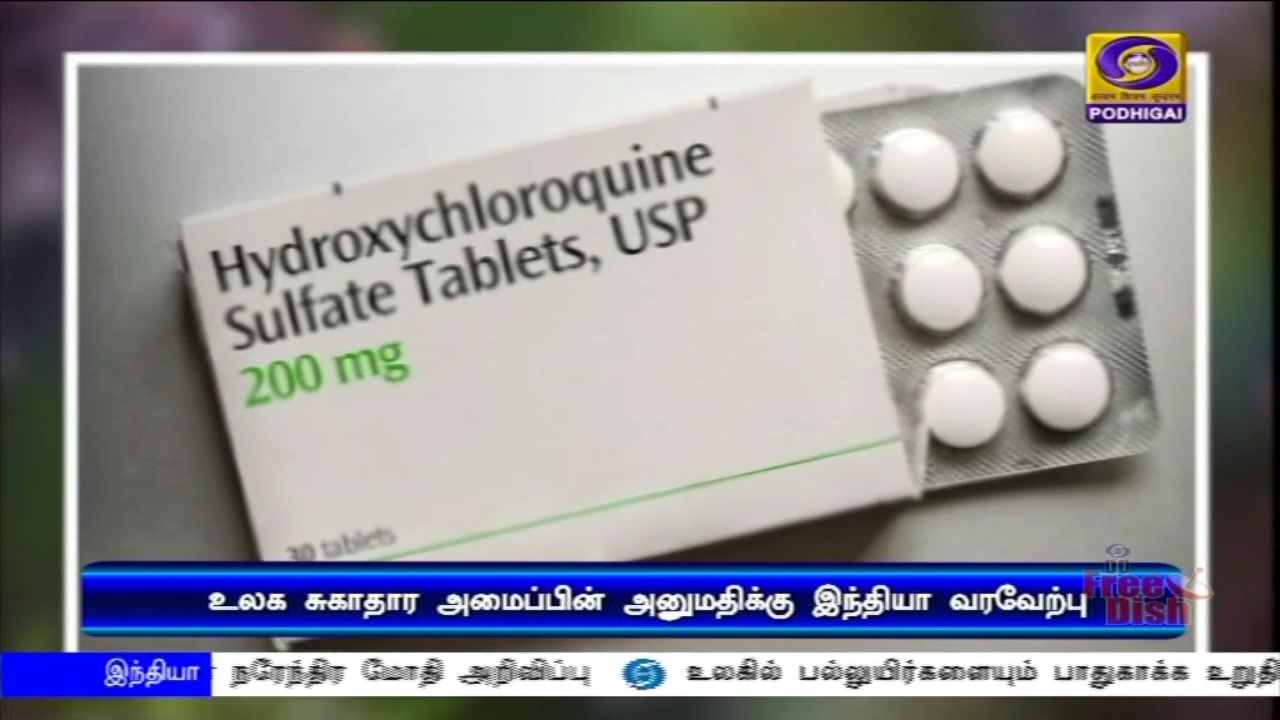 PODHIGAI
Hydroxychloroquine
Sulfate Tablets, USP
200 mg
30 tablets
உலக சுகாதார அமைப்பின் அனுமதிக்கு இந்தியா வரவேற்பு
Free
Dish
இந்தியா நரேந்திர மோதி அறிவிப்பு உலகில் பல்லுயிர்களையும் பாதுகாக்க